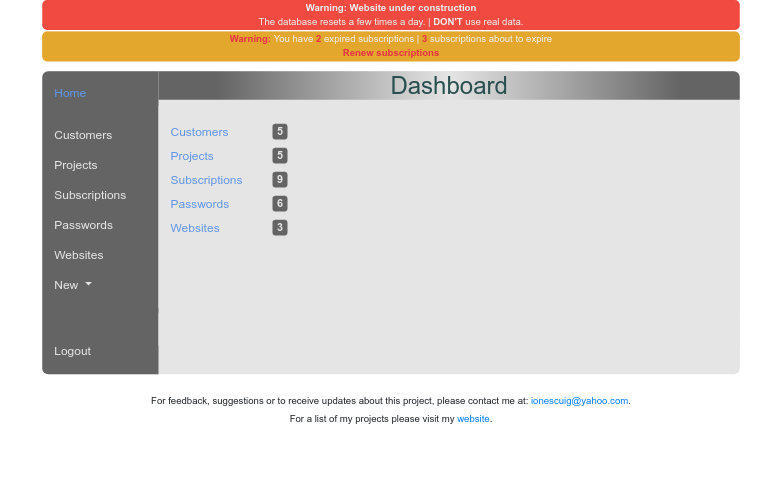 Warning: Website under construction
The database resets a few times a day. | DON'T use real data.
Warning: You have 2 expired subscriptions | 3 subscriptions about to expire
Renew subscriptions
Dashboard
Home
Customers
Projects
Subscriptions
Passwords
Websites
New
Logout
Customers 5
Projects 5
Subscriptions 9
Passwords 6
Websites 3
For feedback, suggestions or to receive updates about this project, please contact me at: ionescuig@yahoo.com.
For a list of my projects please visit my website.